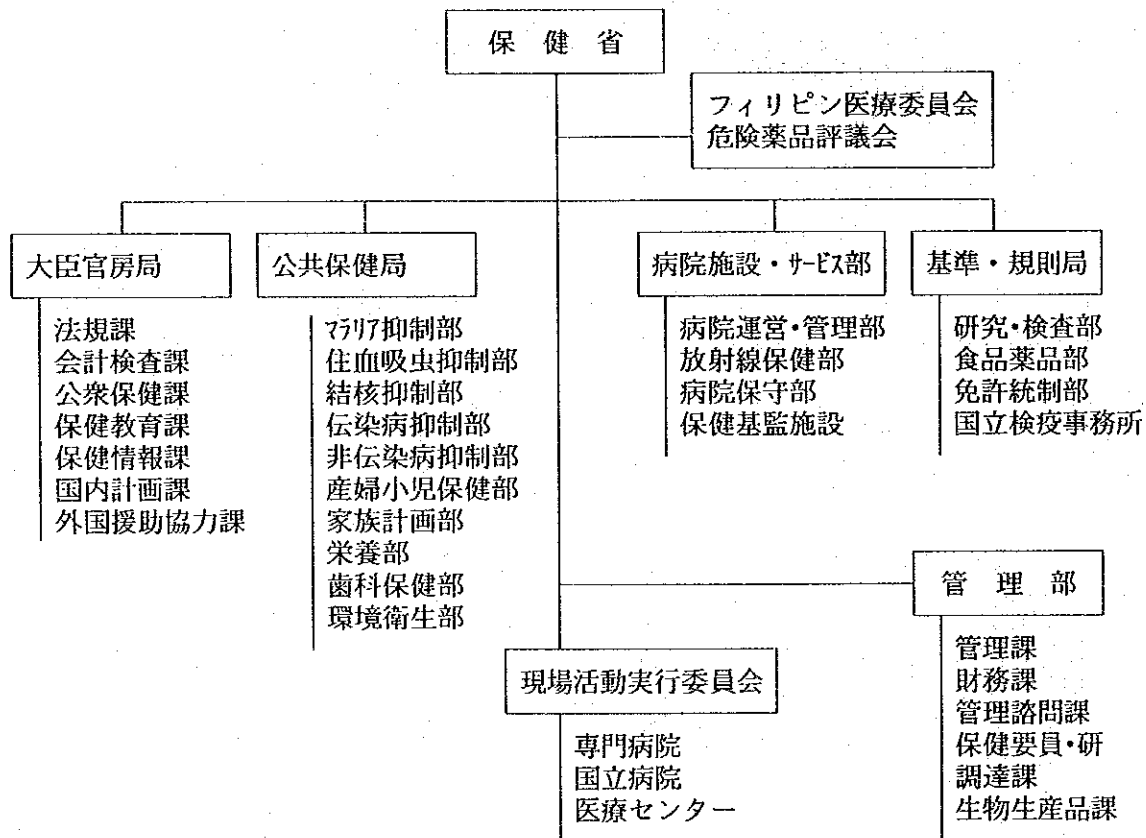 保健省
フィリピン医療委員会
危険薬品評議会
大臣官房局
法規課
会計検査課
公衆保健課
保健教育課
保健情報課
国内計画課
外国援助協力課
公共保健局
マラリア抑制部
住血吸虫抑制部
結核抑制部
伝染病抑制部
非伝染病抑制部
産婦小児保健部
家族計画部
栄養部
歯科保健部
環境衛生部
病院施設・サービス部
病院運営・管理部
放射線保健部
病院保守部
保健基監施設
基準・規則局
研究・検査部
食品薬品部
免許統制部
国立検疫事務所
管理部
管理課
財務課
管理諮問課
保健要員・研
調達課
生物生産品課
現場活動実行委員会
専門病院
国立病院
医療センター